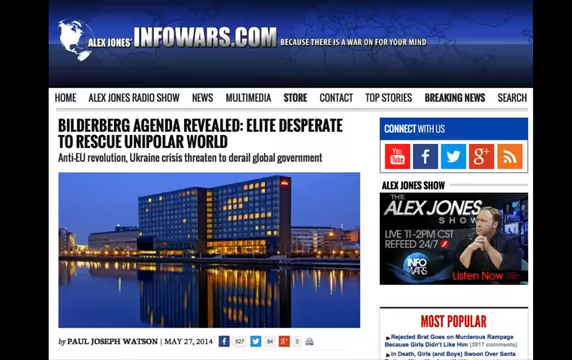 ALEX JONES' INFOWARS.COM BECAUSE THERE IS A WAR ON FOR YOUR MIND
HOME ALEX JONES RADIO SHOW NEWS MULTIMEDIA STORE CONTACT TOP STORIES BREAKING NEWS SEARCH
BILDERBERG AGENDA REVEALED: ELITE DESPERATE
TO RESCUE UNIPOLAR WORLD
Anti-EU revolution, Ukraine crisis threaten to derail global government
by PAUL JOSEPH WATSON | MAY 27, 2014
627
84
0
CONNECT WITH US
You
Tube
g+
ALEX JONES SHOW
THE
ALEX JONES
SHOW
LIVE 11-2PM CST
REFEED 24/7
INFO
WARS
Listen Now
MOST POPULAR
Rejected Brat Goes on Murderous Rampage
Because Girls Didn't Like Him (3917 comments)
In Death, Girls (and Boys) Swoon Over Santa